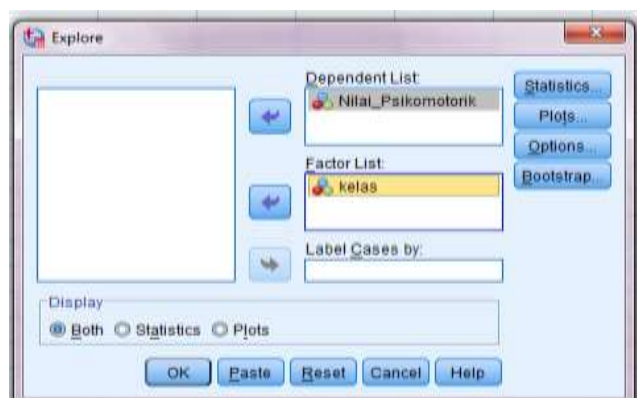 Explore
Dependent List:
Nilai_Psikomotorik
Factor List:
kelas
Label Cases by:
Statistics...
Plots...
Options...
Bootstrap...
Display
Both Statistics Plots
OK Paste Reset Cancel Help